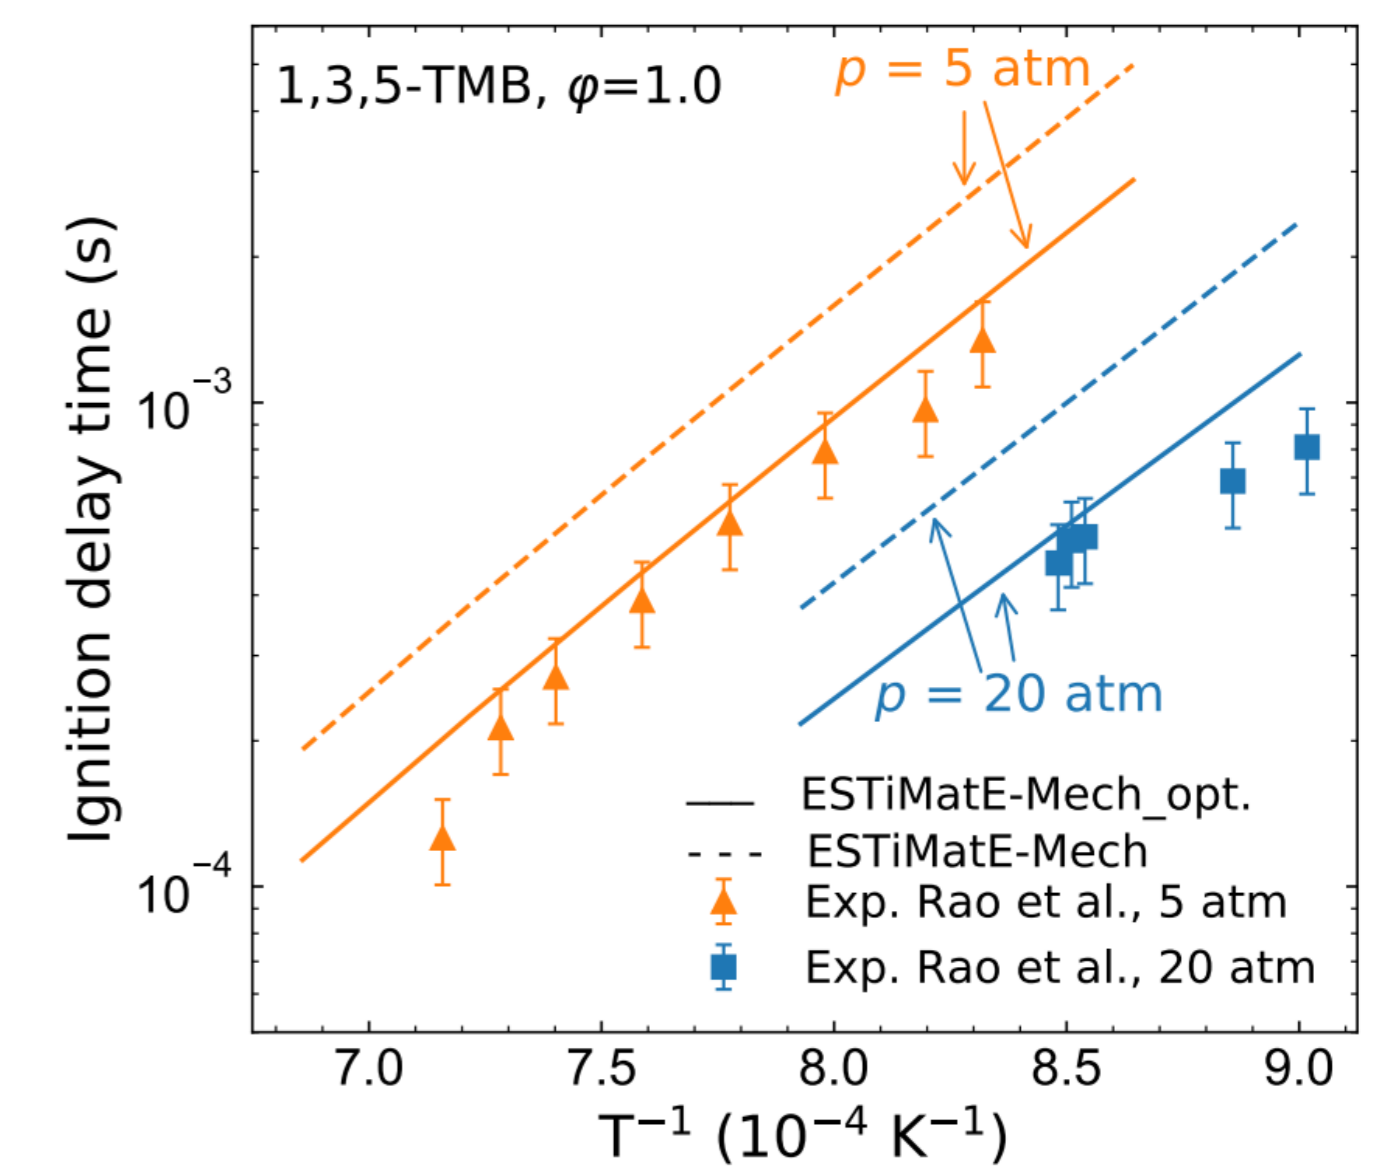 1,3,5-TMB, φ=1.0
p = 5 atm
Ignition delay time (s)
10⁻³
10⁻⁴
p = 20 atm
ESTiMatE-Mech_opt.
ESTiMatE-Mech
Exp. Rao et al., 5 atm
Exp. Rao et al., 20 atm
7.0 7.5 8.0 8.5 9.0
T⁻¹ (10⁻⁴ K⁻¹)